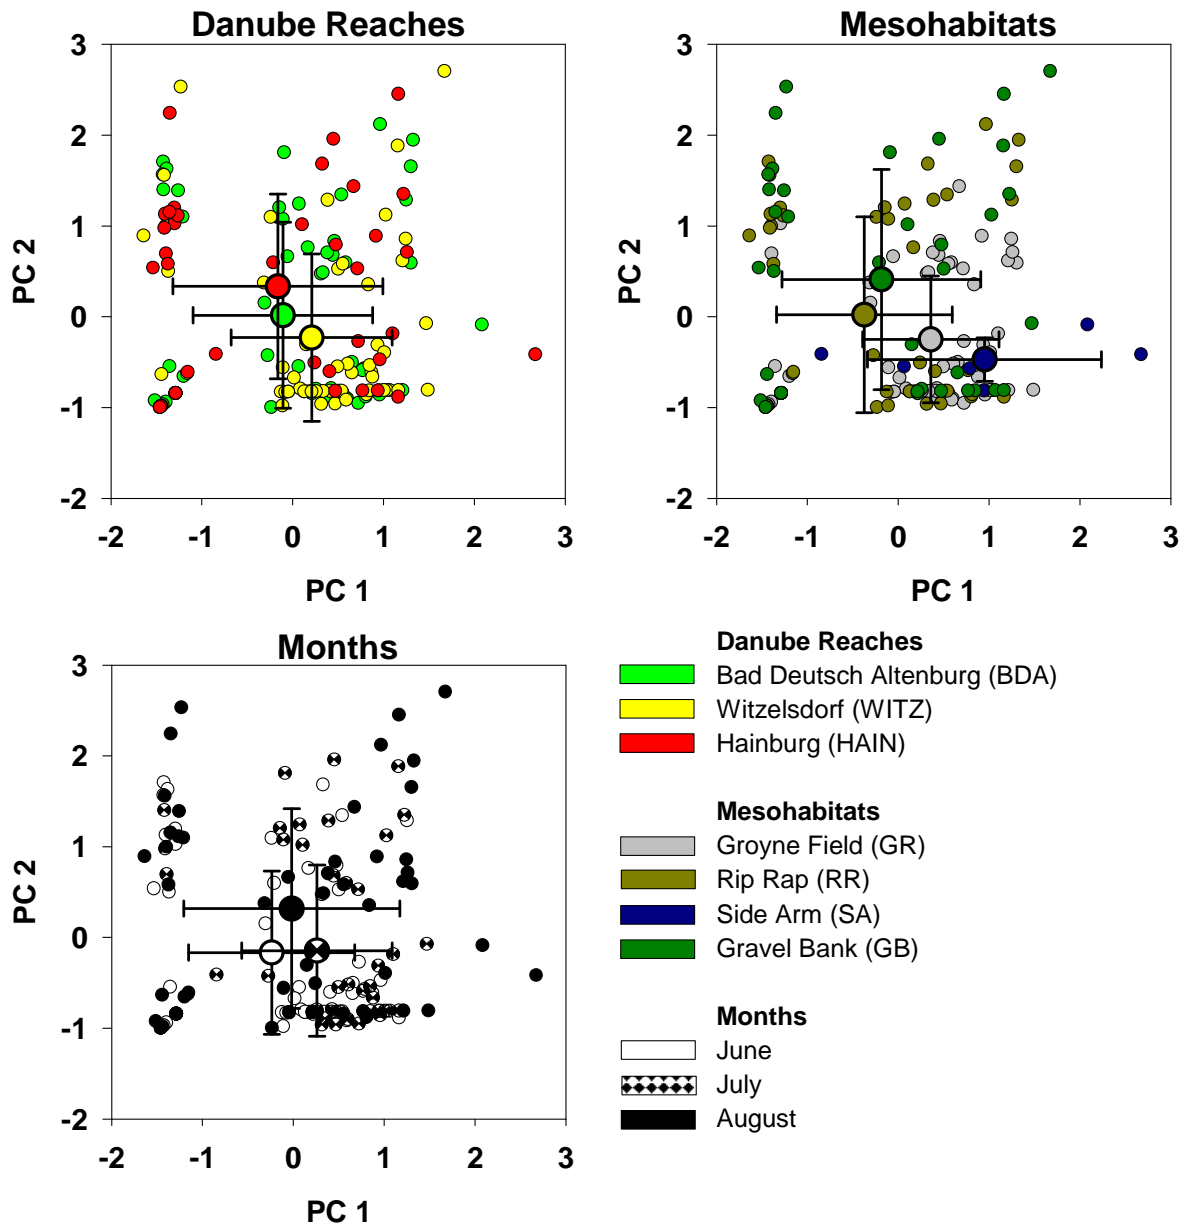 Danube Reaches
3
2
1
0
-1
-2
PC 2
-2 -1 0 1 2 3
PC 1
Mesohabitats
3
2
1
0
-1
-2
PC 2
-2 -1 0 1 2 3
PC 1
Months
3
2
1
0
-1
-2
PC 2
-2 -1 0 1 2 3
PC 1
Danube Reaches
Bad Deutsch Altenburg (BDA)
Witzelsdorf (WITZ)
Hainburg (HAIN)
Mesohabitats
Groyne Field (GR)
Rip Rap (RR)
Side Arm (SA)
Gravel Bank (GB)
Months
June
July
August